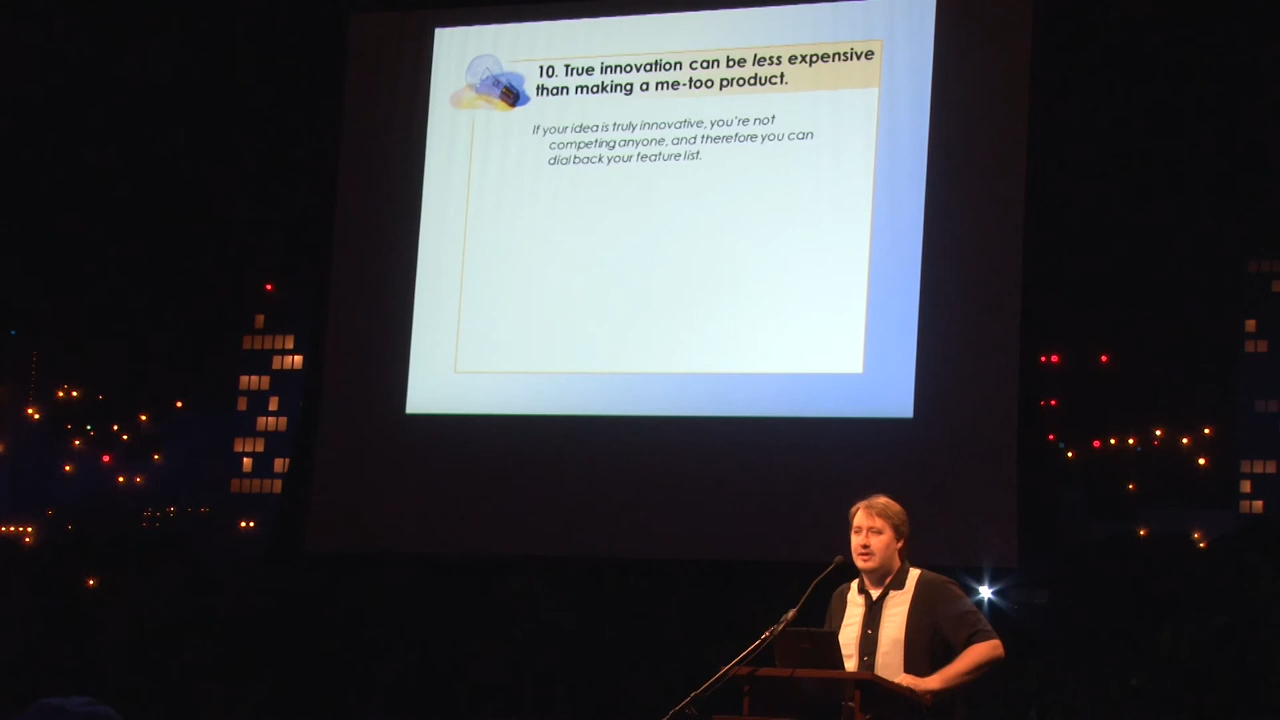 10. True innovation can be less expensive
than making a me-too product.
If your idea is truly innovative, you're not
competing anyone, and therefore you can
dial back your feature list.